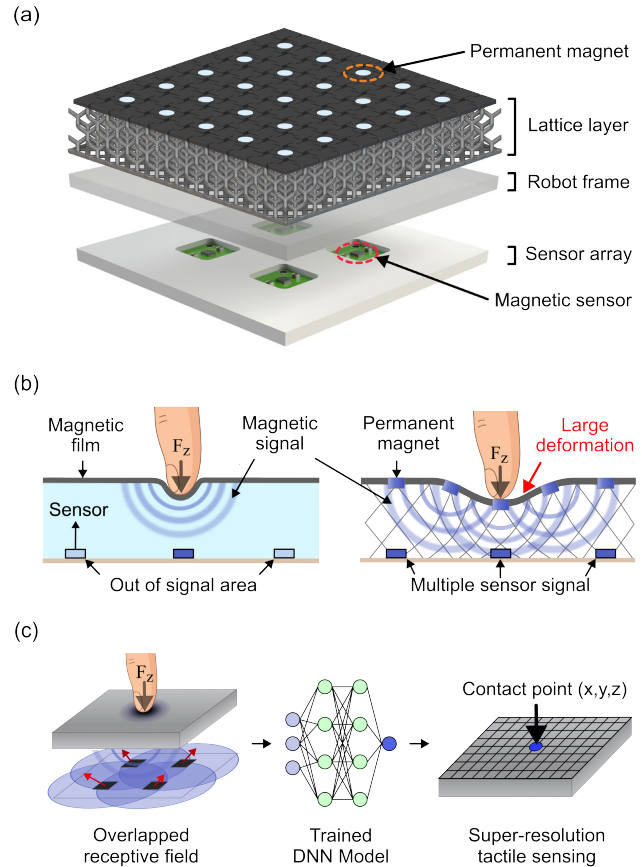 (a)
Permanent magnet
Lattice layer
Robot frame
Sensor array
Magnetic sensor
(b)
Magnetic
film
Fz
Magnetic
signal
Sensor
Out of signal area
Permanent
magnet
Fz
Large
deformation
Multiple sensor signal
(c)
Fz
Contact point (x,y,z)
Overlapped
receptive field
Trained
DNN Model
Super-resolution
tactile sensing